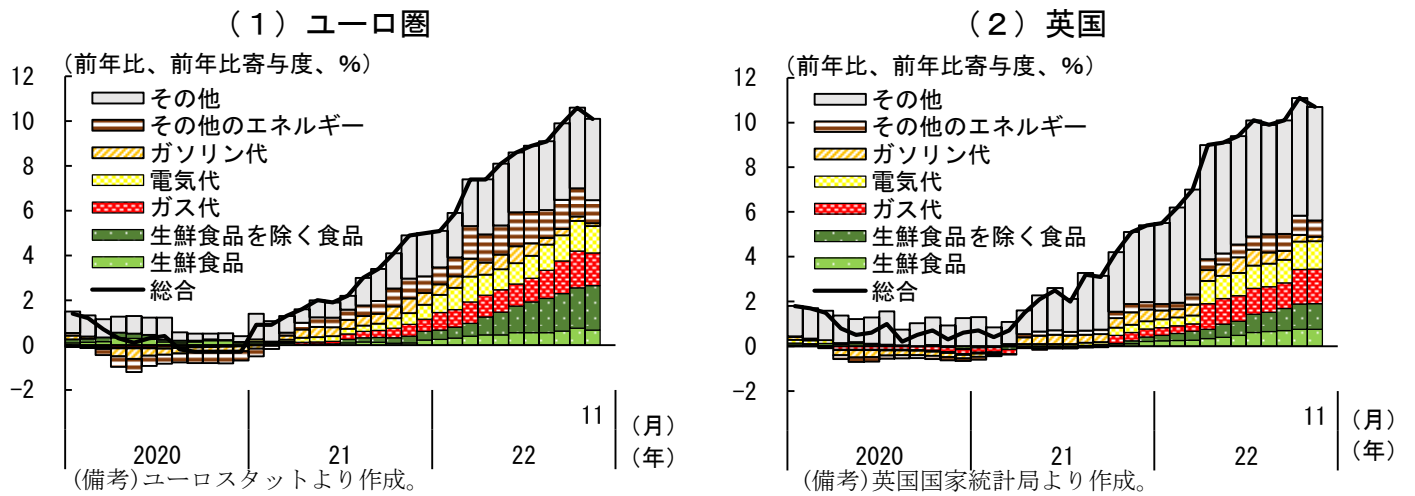 （1）ユーロ圏
(前年比、前年比寄与度、%)
12
10
8
6
4
2
0
-2
その他
その他のエネルギー
ガソリン代
電気代
ガス代
生鮮食品を除く食品
生鮮食品
総合
11
(月)
2020
21
22
(年)
(備考)ユーロスタットより作成。
（2）英国
(前年比、前年比寄与度、%)
12
10
8
6
4
2
0
-2
その他
その他のエネルギー
ガソリン代
電気代
ガス代
生鮮食品を除く食品
生鮮食品
総合
11
(月)
2020
21
22
(年)
(備考)英国国家統計局より作成。